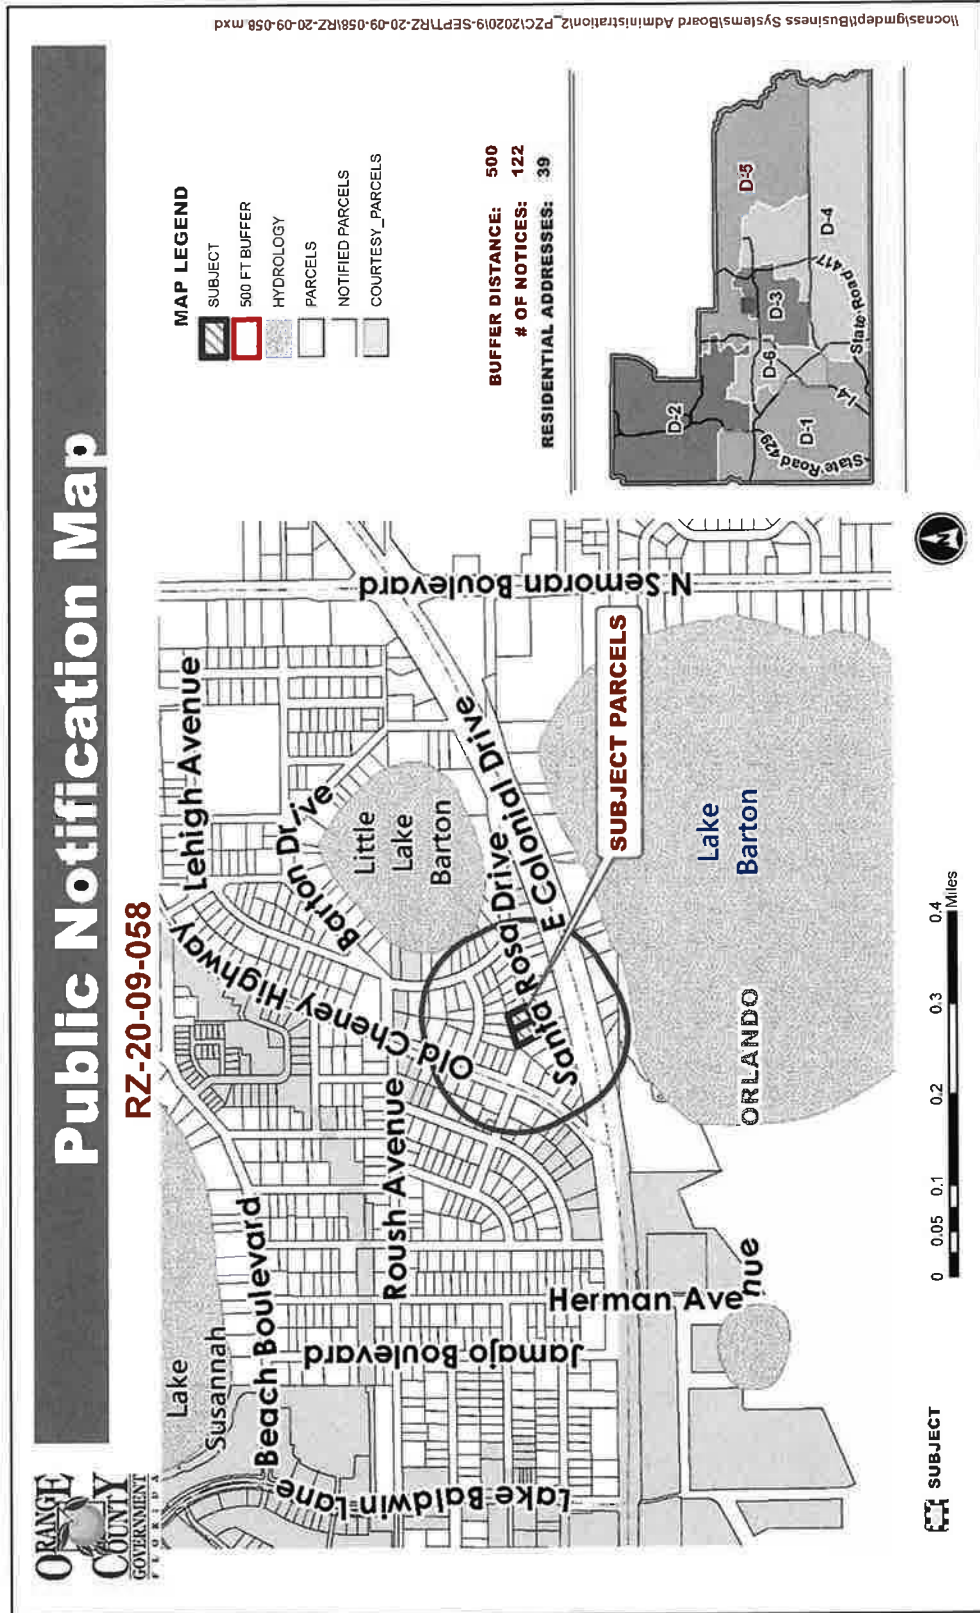 ORANGE
COUNTY
GOVERNMENT
FLORIDA
Public Notification Map
RZ-20-09-058
Lake
Susannah
Beach Boulevard
Lake Baldwin Lane
Jamajo Boulevard
Herman Avenue
Roush Avenue
Old Cheney Highway
Lehigh Avenue
Barton Drive
Little
Lake
Barton
Santa Rosa Drive
E Colonial Drive
N Semoran Boulevard
SUBJECT PARCELS
Lake
Barton
ORLANDO
MAP LEGEND
SUBJECT
500 FT BUFFER
HYDROLOGY
PARCELS
NOTIFIED PARCELS
COURTESY_PARCELS
BUFFER DISTANCE: 500
# OF NOTICES: 122
RESIDENTIAL ADDRESSES: 39
D-2
D-5
D-3
D-6
D-4
D-1
State Road 429
I-4
State Road 417
SUBJECT
0 0.05 0.1 0.2 0.3 0.4
Miles
N
\\ocnas\gmdept\Business Systems\Board Administration\2_PZC\2020\9-SEPT\RZ-20-09-058\RZ-20-09-058.mxd